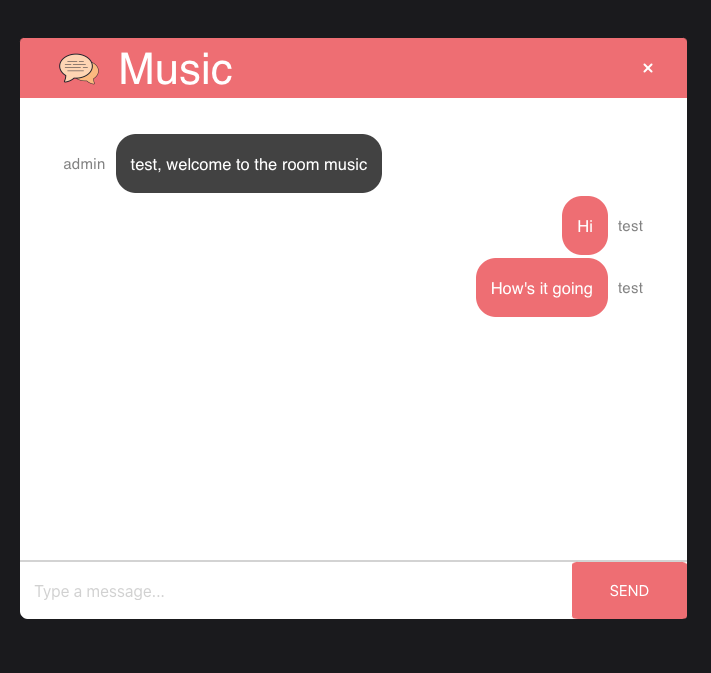 Music
×
admin
test, welcome to the room music
Hi
test
How's it going
test
Type a message...
SEND